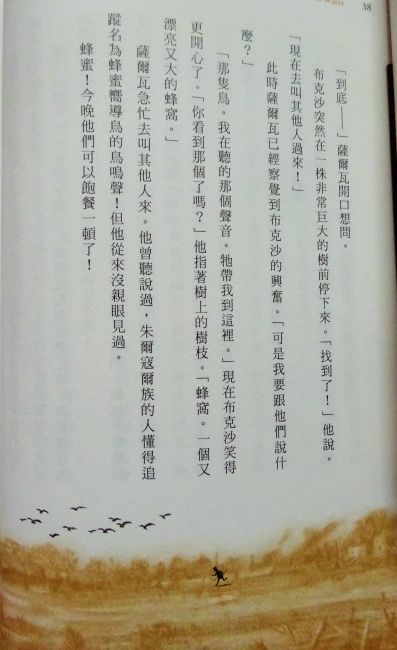 38
Water
「到底——」薩爾瓦開口想問。
布克沙突然在一株非常巨大的樹前停下來。「找到了！」他說。
「現在去叫其他人過來！」
此時薩爾瓦已經察覺到布克沙的興奮。「可是我要跟他們說什
麼？」
「那隻鳥。我在聽的那個聲音。牠帶我到這裡。」現在布克沙笑得
更開心了。「你看到那個了嗎？」他指著樹上的樹枝。「蜂窩。一個又
漂亮又大的蜂窩。」
薩爾瓦急忙去叫其他人來。他曾聽說過，朱爾寇爾族的人懂得追
蹤名為蜂蜜嚮導鳥的鳥鳴聲！但他從來沒親眼見過。
蜂蜜！今晚他們可以飽餐一頓了！